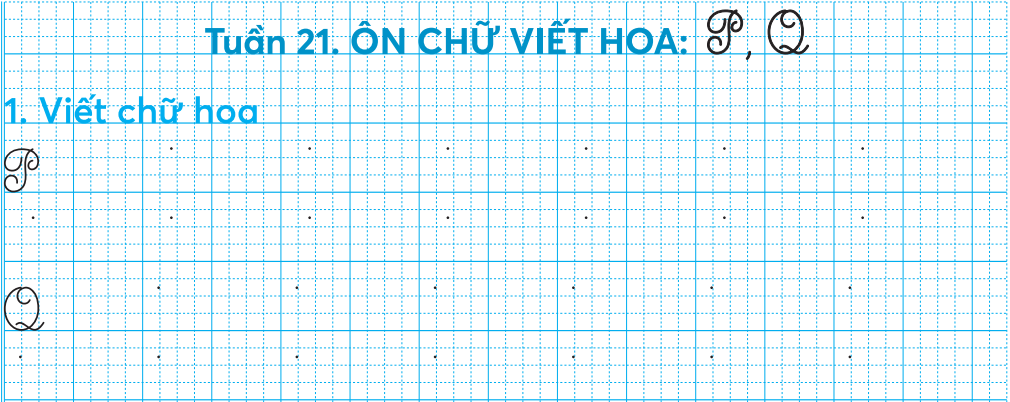 Tuần 21. ÔN CHỮ VIẾT HOA: P, Q
1. Viết chữ hoa
P
Q